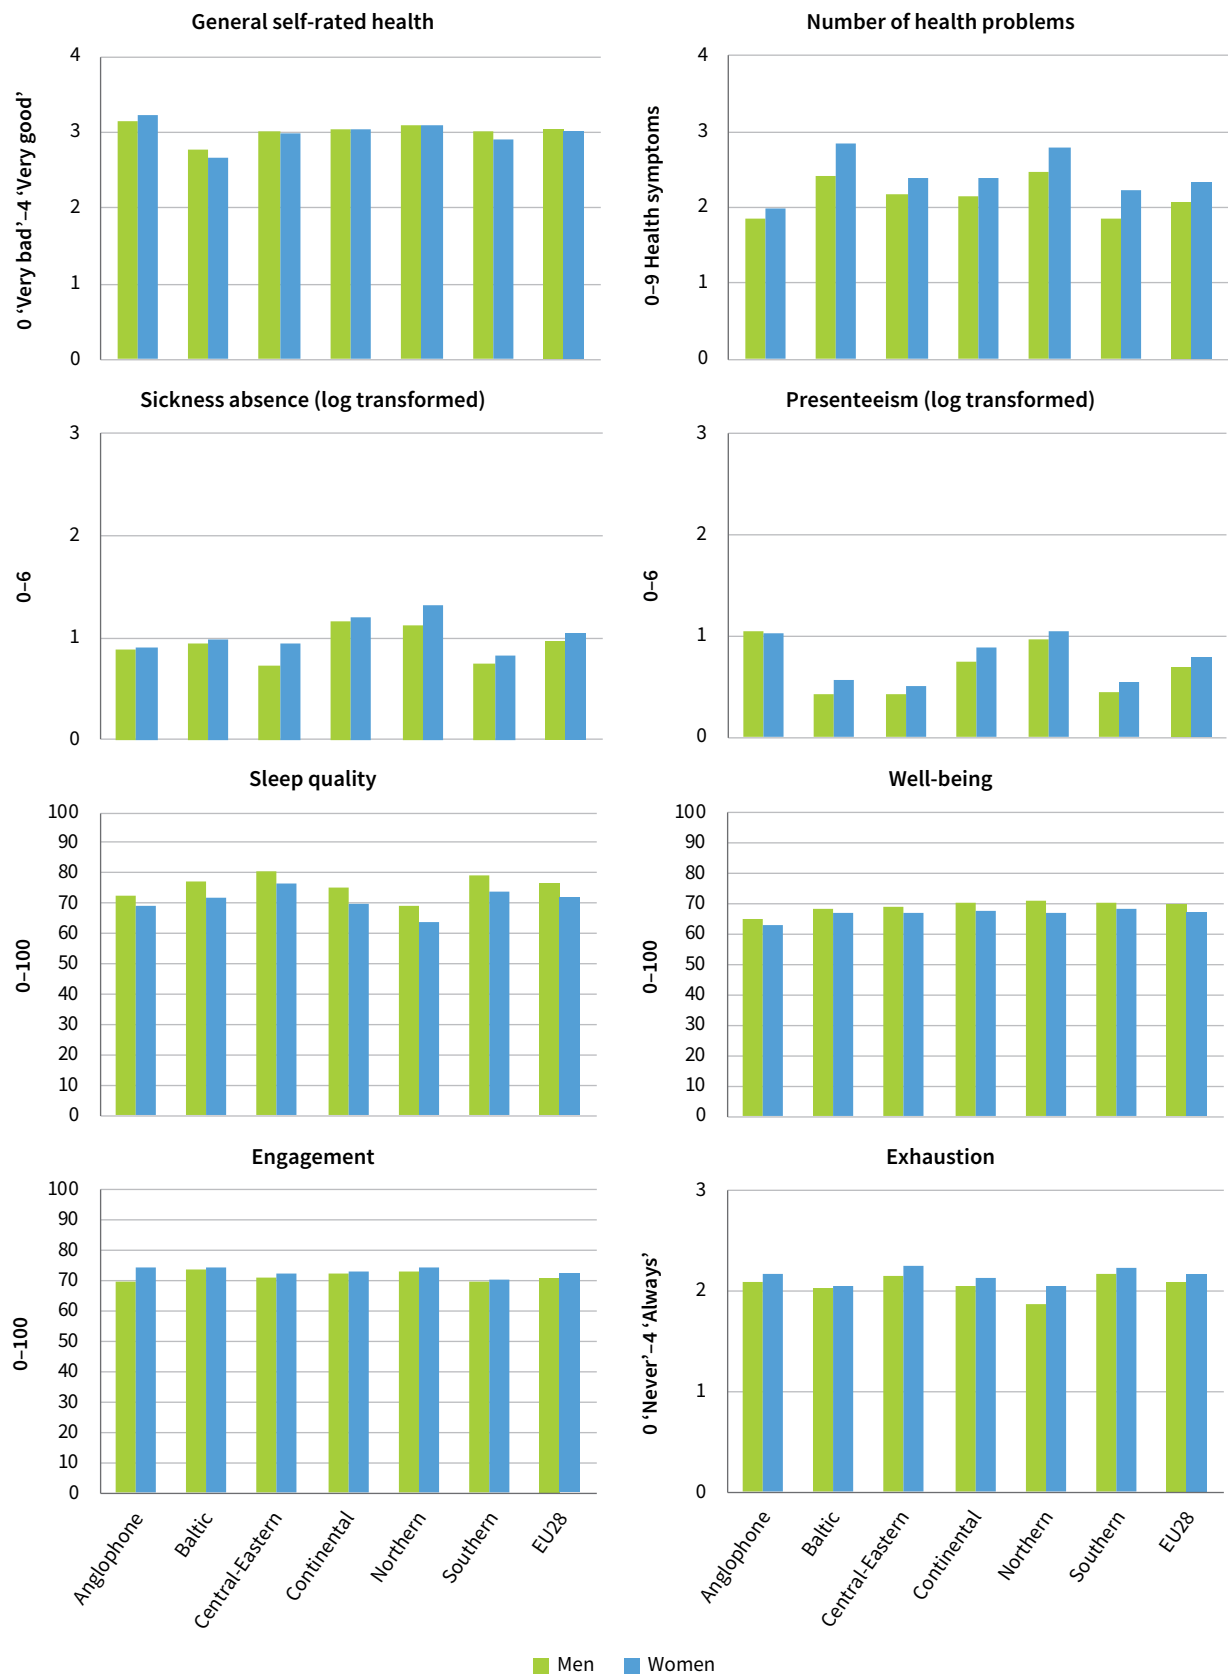 General self-rated health
0 ‘Very bad’–4 ‘Very good’
4
3
2
1
0
Number of health problems
0–9 Health symptoms
4
3
2
1
0
Sickness absence (log transformed)
0–6
3
2
1
0
Presenteeism (log transformed)
0–6
3
2
1
0
Sleep quality
0–100
100
90
80
70
60
50
40
30
20
10
0
Well-being
0–100
100
90
80
70
60
50
40
30
20
10
0
Engagement
0–100
100
90
80
70
60
50
40
30
20
10
0
Anglophone
Baltic
Central-Eastern
Continental
Northern
Southern
EU28
Exhaustion
0 ‘Never’–4 ‘Always’
3
2
1
0
Anglophone
Baltic
Central-Eastern
Continental
Northern
Southern
EU28
Men
Women